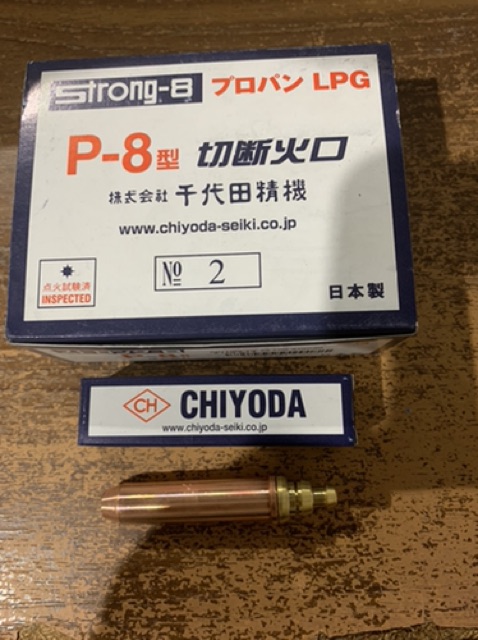 Strong-8 プロパン LPG
P-8型 切断火口
株式会社 千代田精機
www.chiyoda-seiki.co.jp
№ 2
点火試験済
INSPECTED
日本製
CH CHIYODA
www.chiyoda-seiki.co.jp